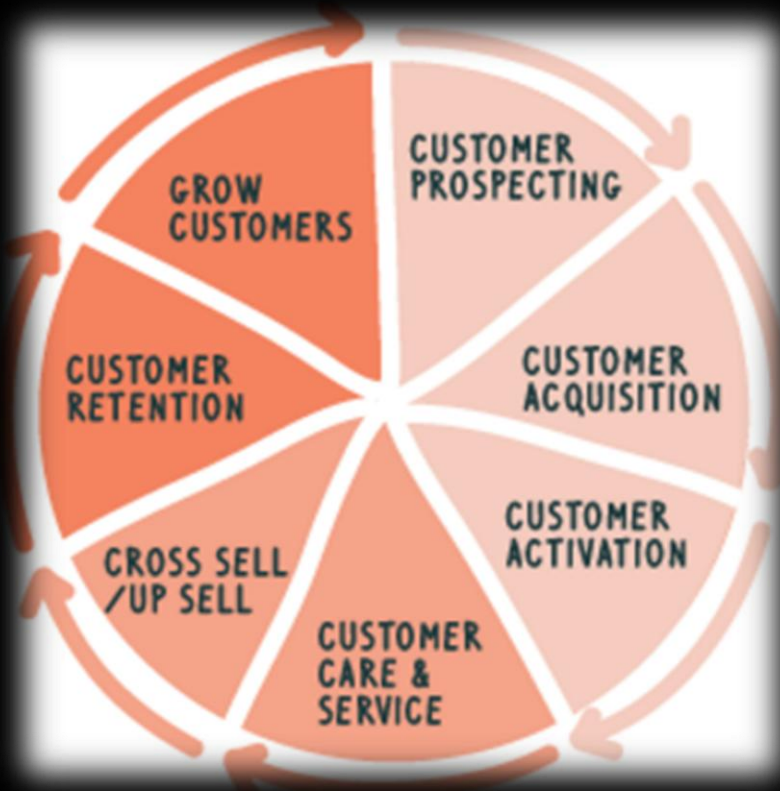 CUSTOMER
PROSPECTING
CUSTOMER
ACQUISITION
CUSTOMER
ACTIVATION
CUSTOMER
CARE &
SERVICE
CROSS SELL
/UP SELL
CUSTOMER
RETENTION
GROW
CUSTOMERS